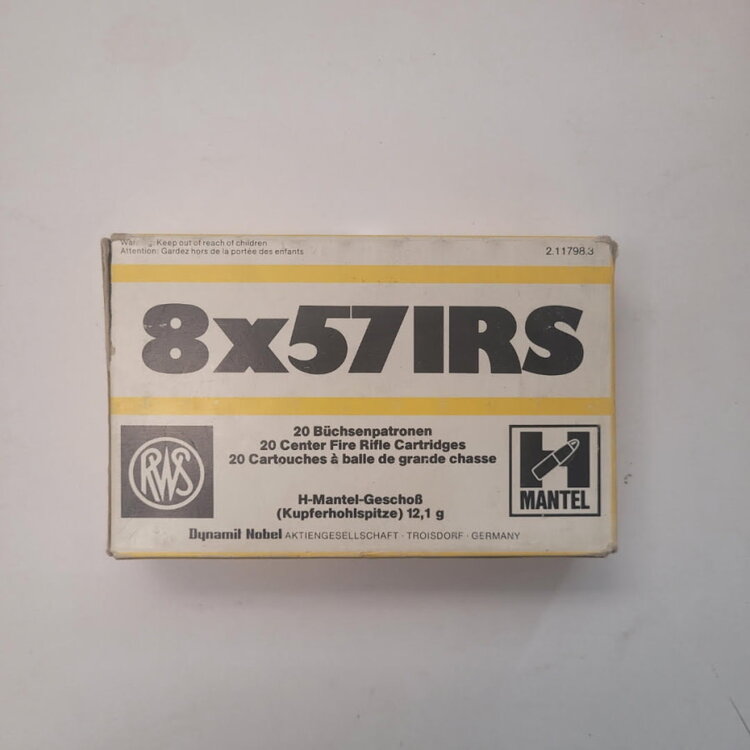 Warning: Keep out of reach of children
Attention: Gardez hors de la portée des enfants
2.11798.3
8x57IRS
20 Büchsenpatronen
20 Center Fire Rifle Cartridges
20 Cartouches à balle de grande chasse
RWS
H
MANTEL
H-Mantel-Geschoß
(Kupferhohlspitze) 12,1 g
Dynamit Nobel AKTIENGESELLSCHAFT · TROISDORF · GERMANY